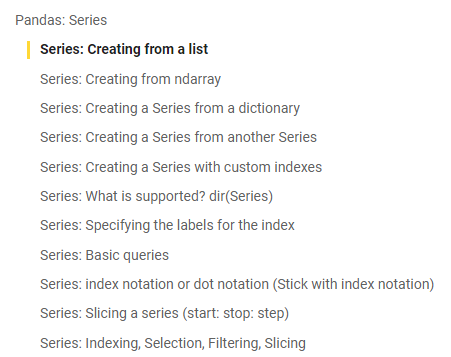 Pandas: Series
Series: Creating from a list
Series: Creating from ndarray
Series: Creating a Series from a dictionary
Series: Creating a Series from another Series
Series: Creating a Series with custom indexes
Series: What is supported? dir(Series)
Series: Specifying the labels for the index
Series: Basic queries
Series: index notation or dot notation (Stick with index notation)
Series: Slicing a series (start: stop: step)
Series: Indexing, Selection, Filtering, Slicing